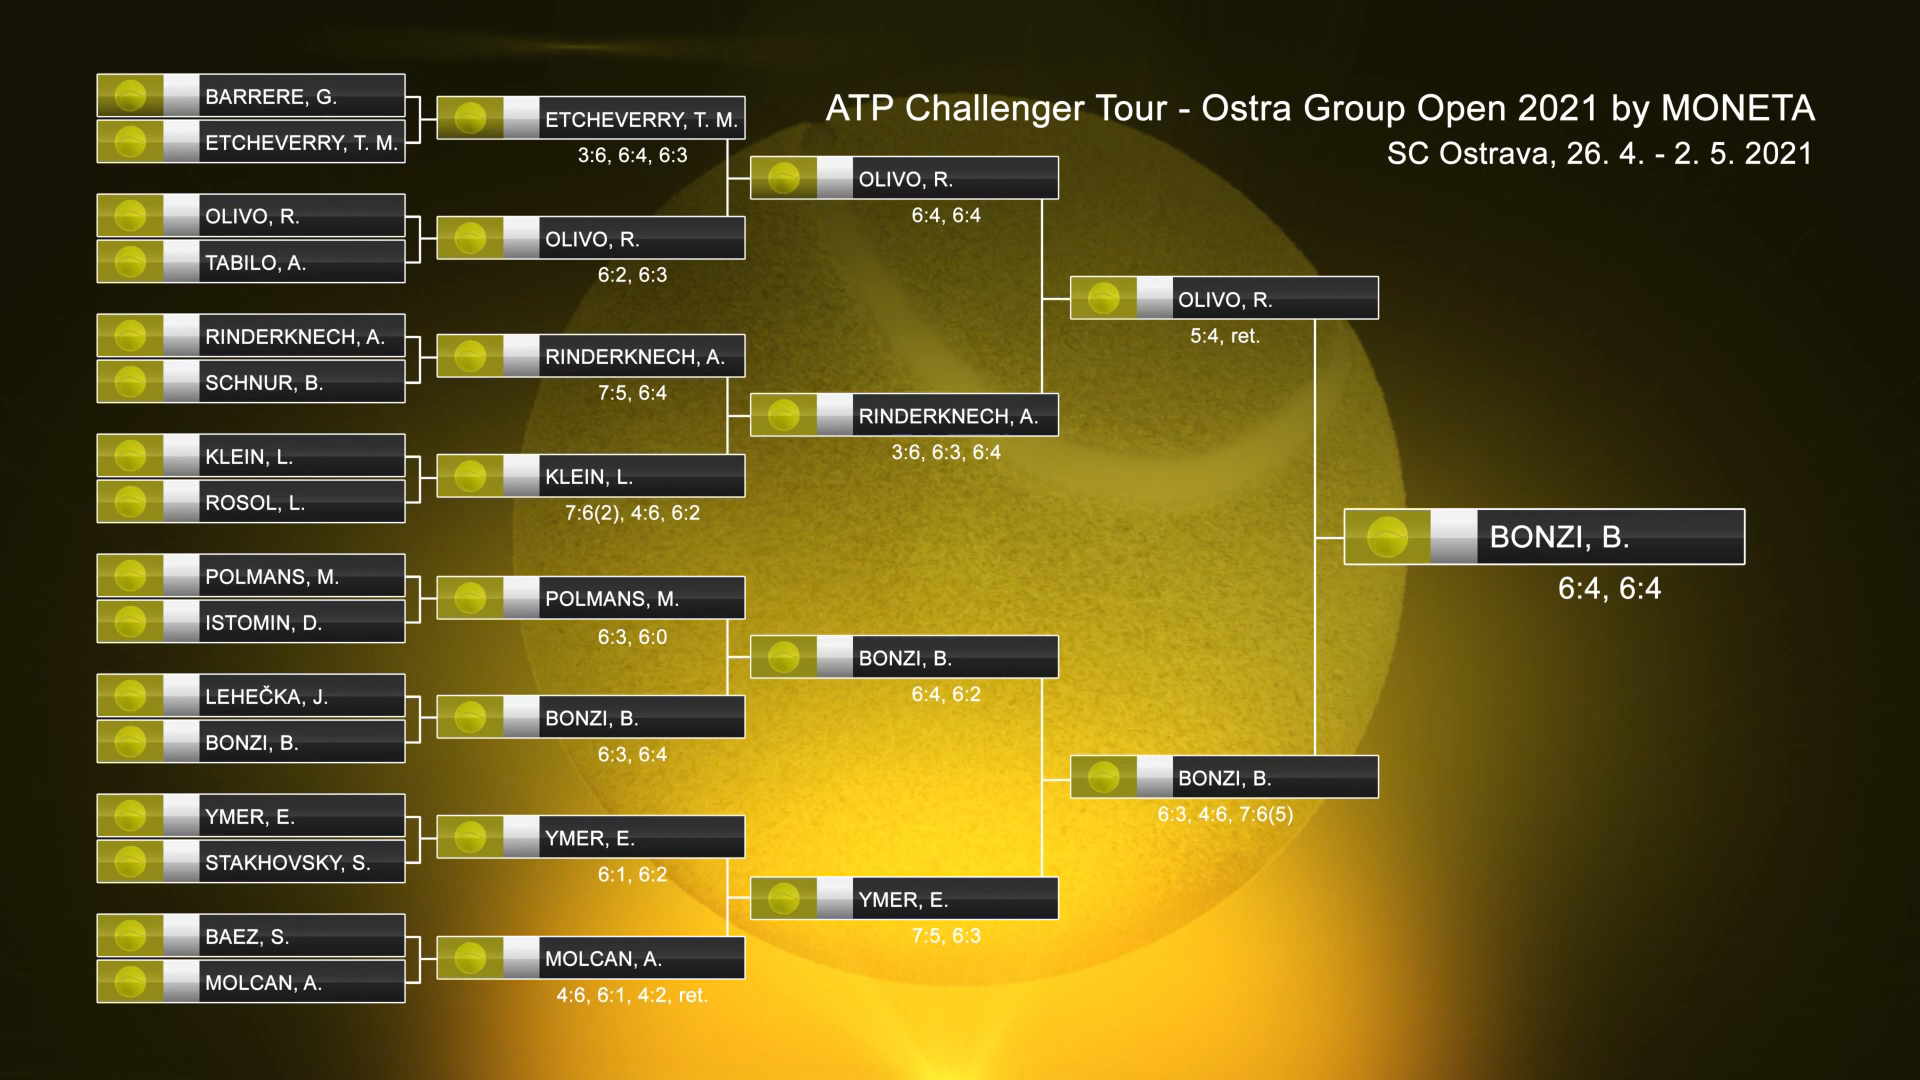 ATP Challenger Tour - Ostra Group Open 2021 by MONETA
SC Ostrava, 26. 4. - 2. 5. 2021
BARRERE, G.
ETCHEVERRY, T. M.
OLIVO, R.
TABILO, A.
RINDERKNECH, A.
SCHNUR, B.
KLEIN, L.
ROSOL, L.
POLMANS, M.
ISTOMIN, D.
LEHEČKA, J.
BONZI, B.
YMER, E.
STAKHOVSKY, S.
BAEZ, S.
MOLCAN, A.
ETCHEVERRY, T. M.
3:6, 6:4, 6:3
OLIVO, R.
6:2, 6:3
RINDERKNECH, A.
7:5, 6:4
KLEIN, L.
7:6(2), 4:6, 6:2
POLMANS, M.
6:3, 6:0
BONZI, B.
6:3, 6:4
YMER, E.
6:1, 6:2
MOLCAN, A.
4:6, 6:1, 4:2, ret.
OLIVO, R.
6:4, 6:4
RINDERKNECH, A.
3:6, 6:3, 6:4
BONZI, B.
6:4, 6:2
YMER, E.
7:5, 6:3
OLIVO, R.
5:4, ret.
BONZI, B.
6:3, 4:6, 7:6(5)
BONZI, B.
6:4, 6:4